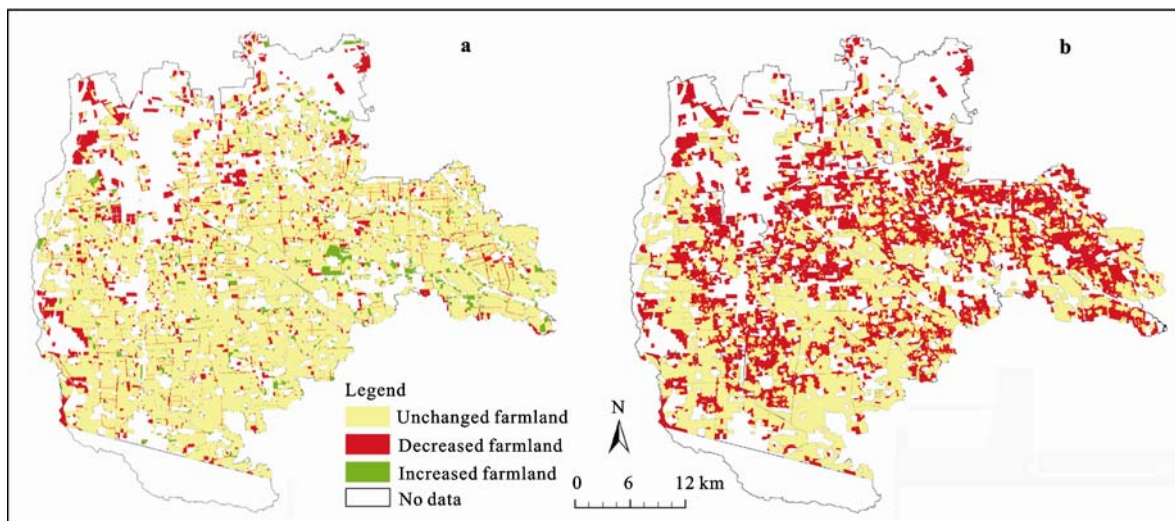 a
b
Legend
Unchanged farmland
Decreased farmland
Increased farmland
No data
N
0 6 12 km